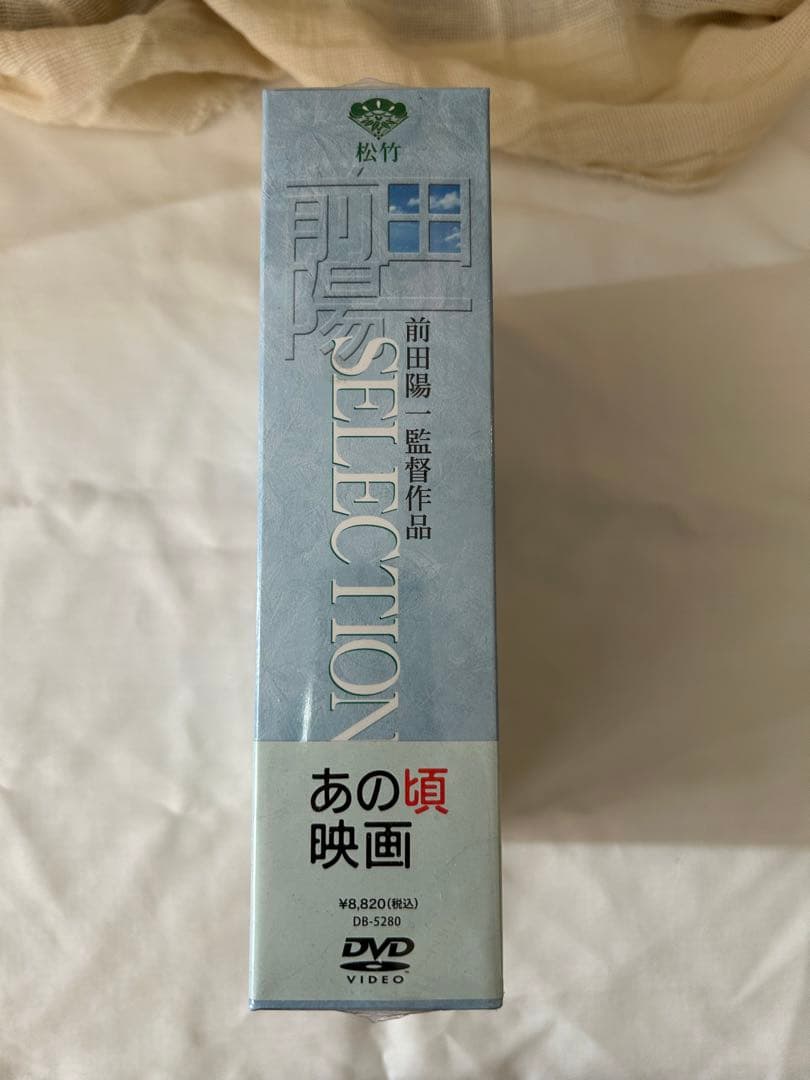 松竹
前田
陽一
SELECTION
前田陽一監督作品
あの頃
映画
¥8,820(税込)
DB-5280
DVD
VIDEO